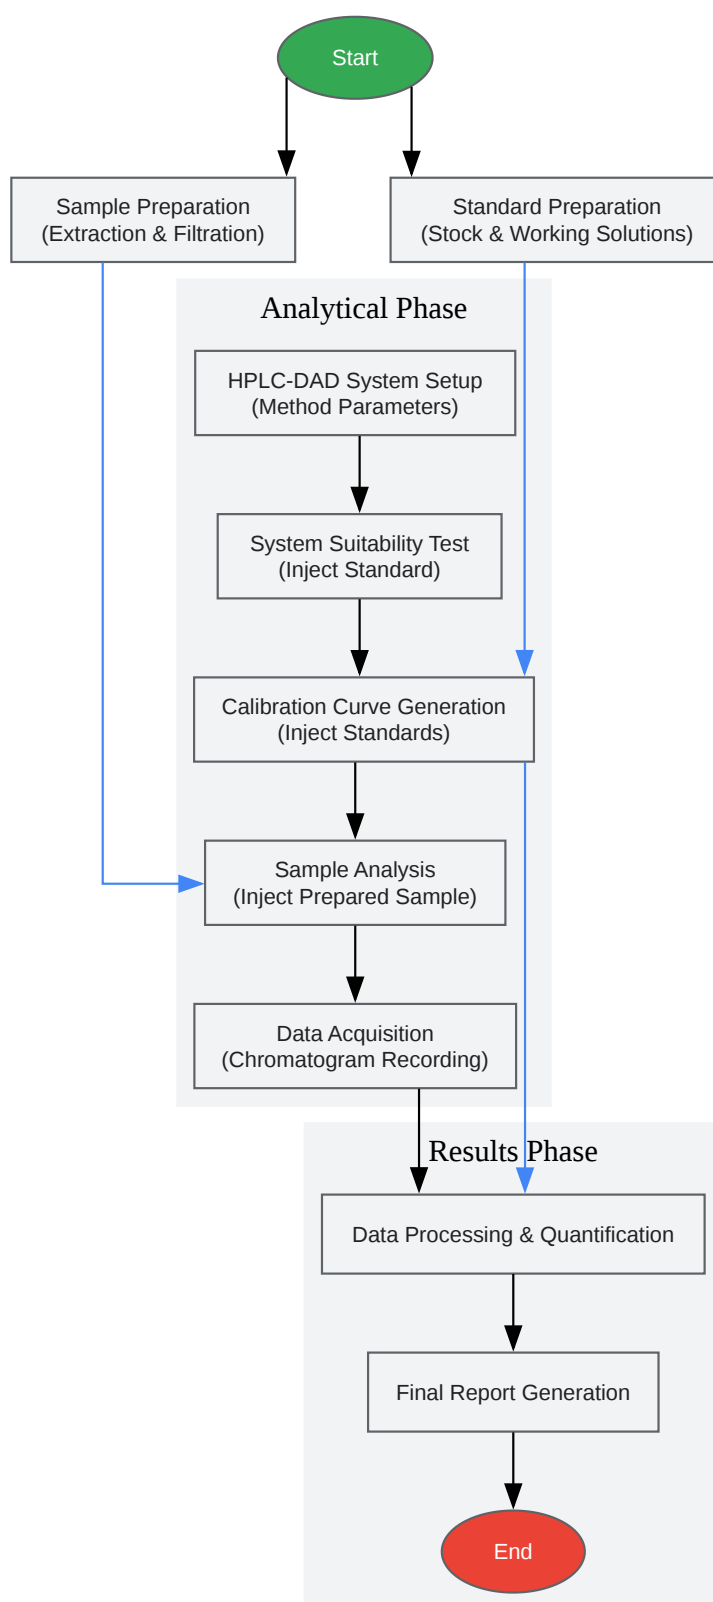 Start
Sample Preparation
(Extraction & Filtration)
Standard Preparation
(Stock & Working Solutions)
Analytical Phase
HPLC-DAD System Setup
(Method Parameters)
System Suitability Test
(Inject Standard)
Calibration Curve Generation
(Inject Standards)
Sample Analysis
(Inject Prepared Sample)
Data Acquisition
(Chromatogram Recording)
Results Phase
Data Processing & Quantification
Final Report Generation
End